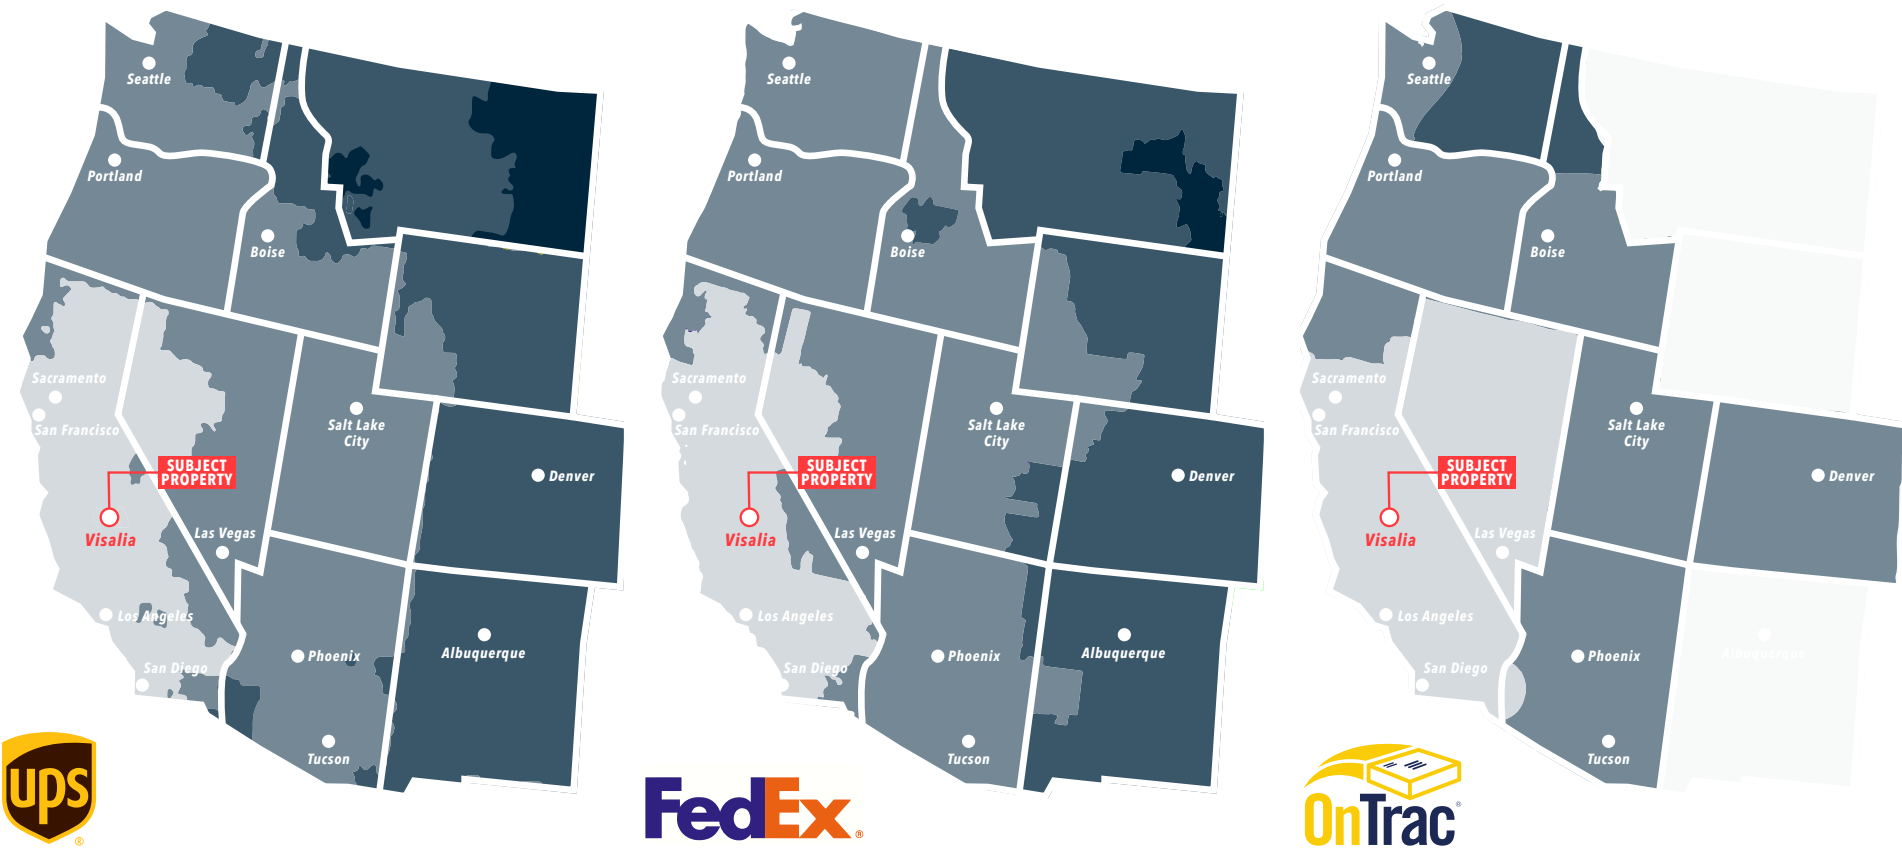 Seattle
Portland
Boise
Sacramento
San Francisco
Salt Lake
City
SUBJECT
PROPERTY
Denver
Visalia
Las Vegas
Los Angeles
Phoenix
Albuquerque
San Diego
Tucson
ups
®
Seattle
Portland
Boise
Sacramento
San Francisco
Salt Lake
City
SUBJECT
PROPERTY
Denver
Visalia
Las Vegas
Los Angeles
Phoenix
Albuquerque
San Diego
Tucson
FedEx®
Seattle
Portland
Boise
Sacramento
San Francisco
Salt Lake
City
SUBJECT
PROPERTY
Denver
Visalia
Las Vegas
Los Angeles
Phoenix
Albuquerque
San Diego
Tucson
OnTrac®